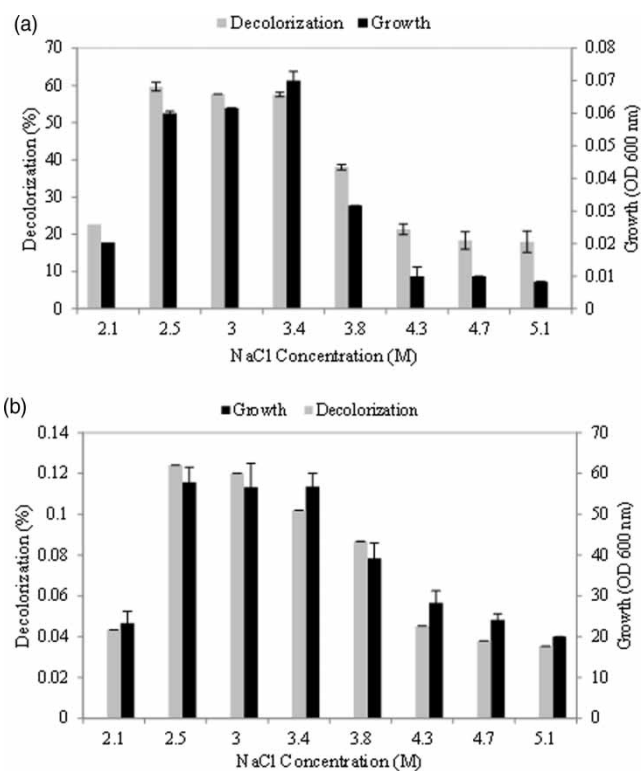 (a)
Decolorization Growth
70
60
50
40
30
20
10
0
Decolorization (%)
0.08
0.07
0.06
0.05
0.04
0.03
0.02
0.01
0
Growth (OD 600 nm)
2.1 2.5 3 3.4 3.8 4.3 4.7 5.1
NaCl Concentration (M)
(b)
Growth Decolorization
0.14
0.12
0.1
0.08
0.06
0.04
0.02
0
Decolorization (%)
70
60
50
40
30
20
10
0
Growth (OD 600 nm)
2.1 2.5 3 3.4 3.8 4.3 4.7 5.1
NaCl Concentration (M)